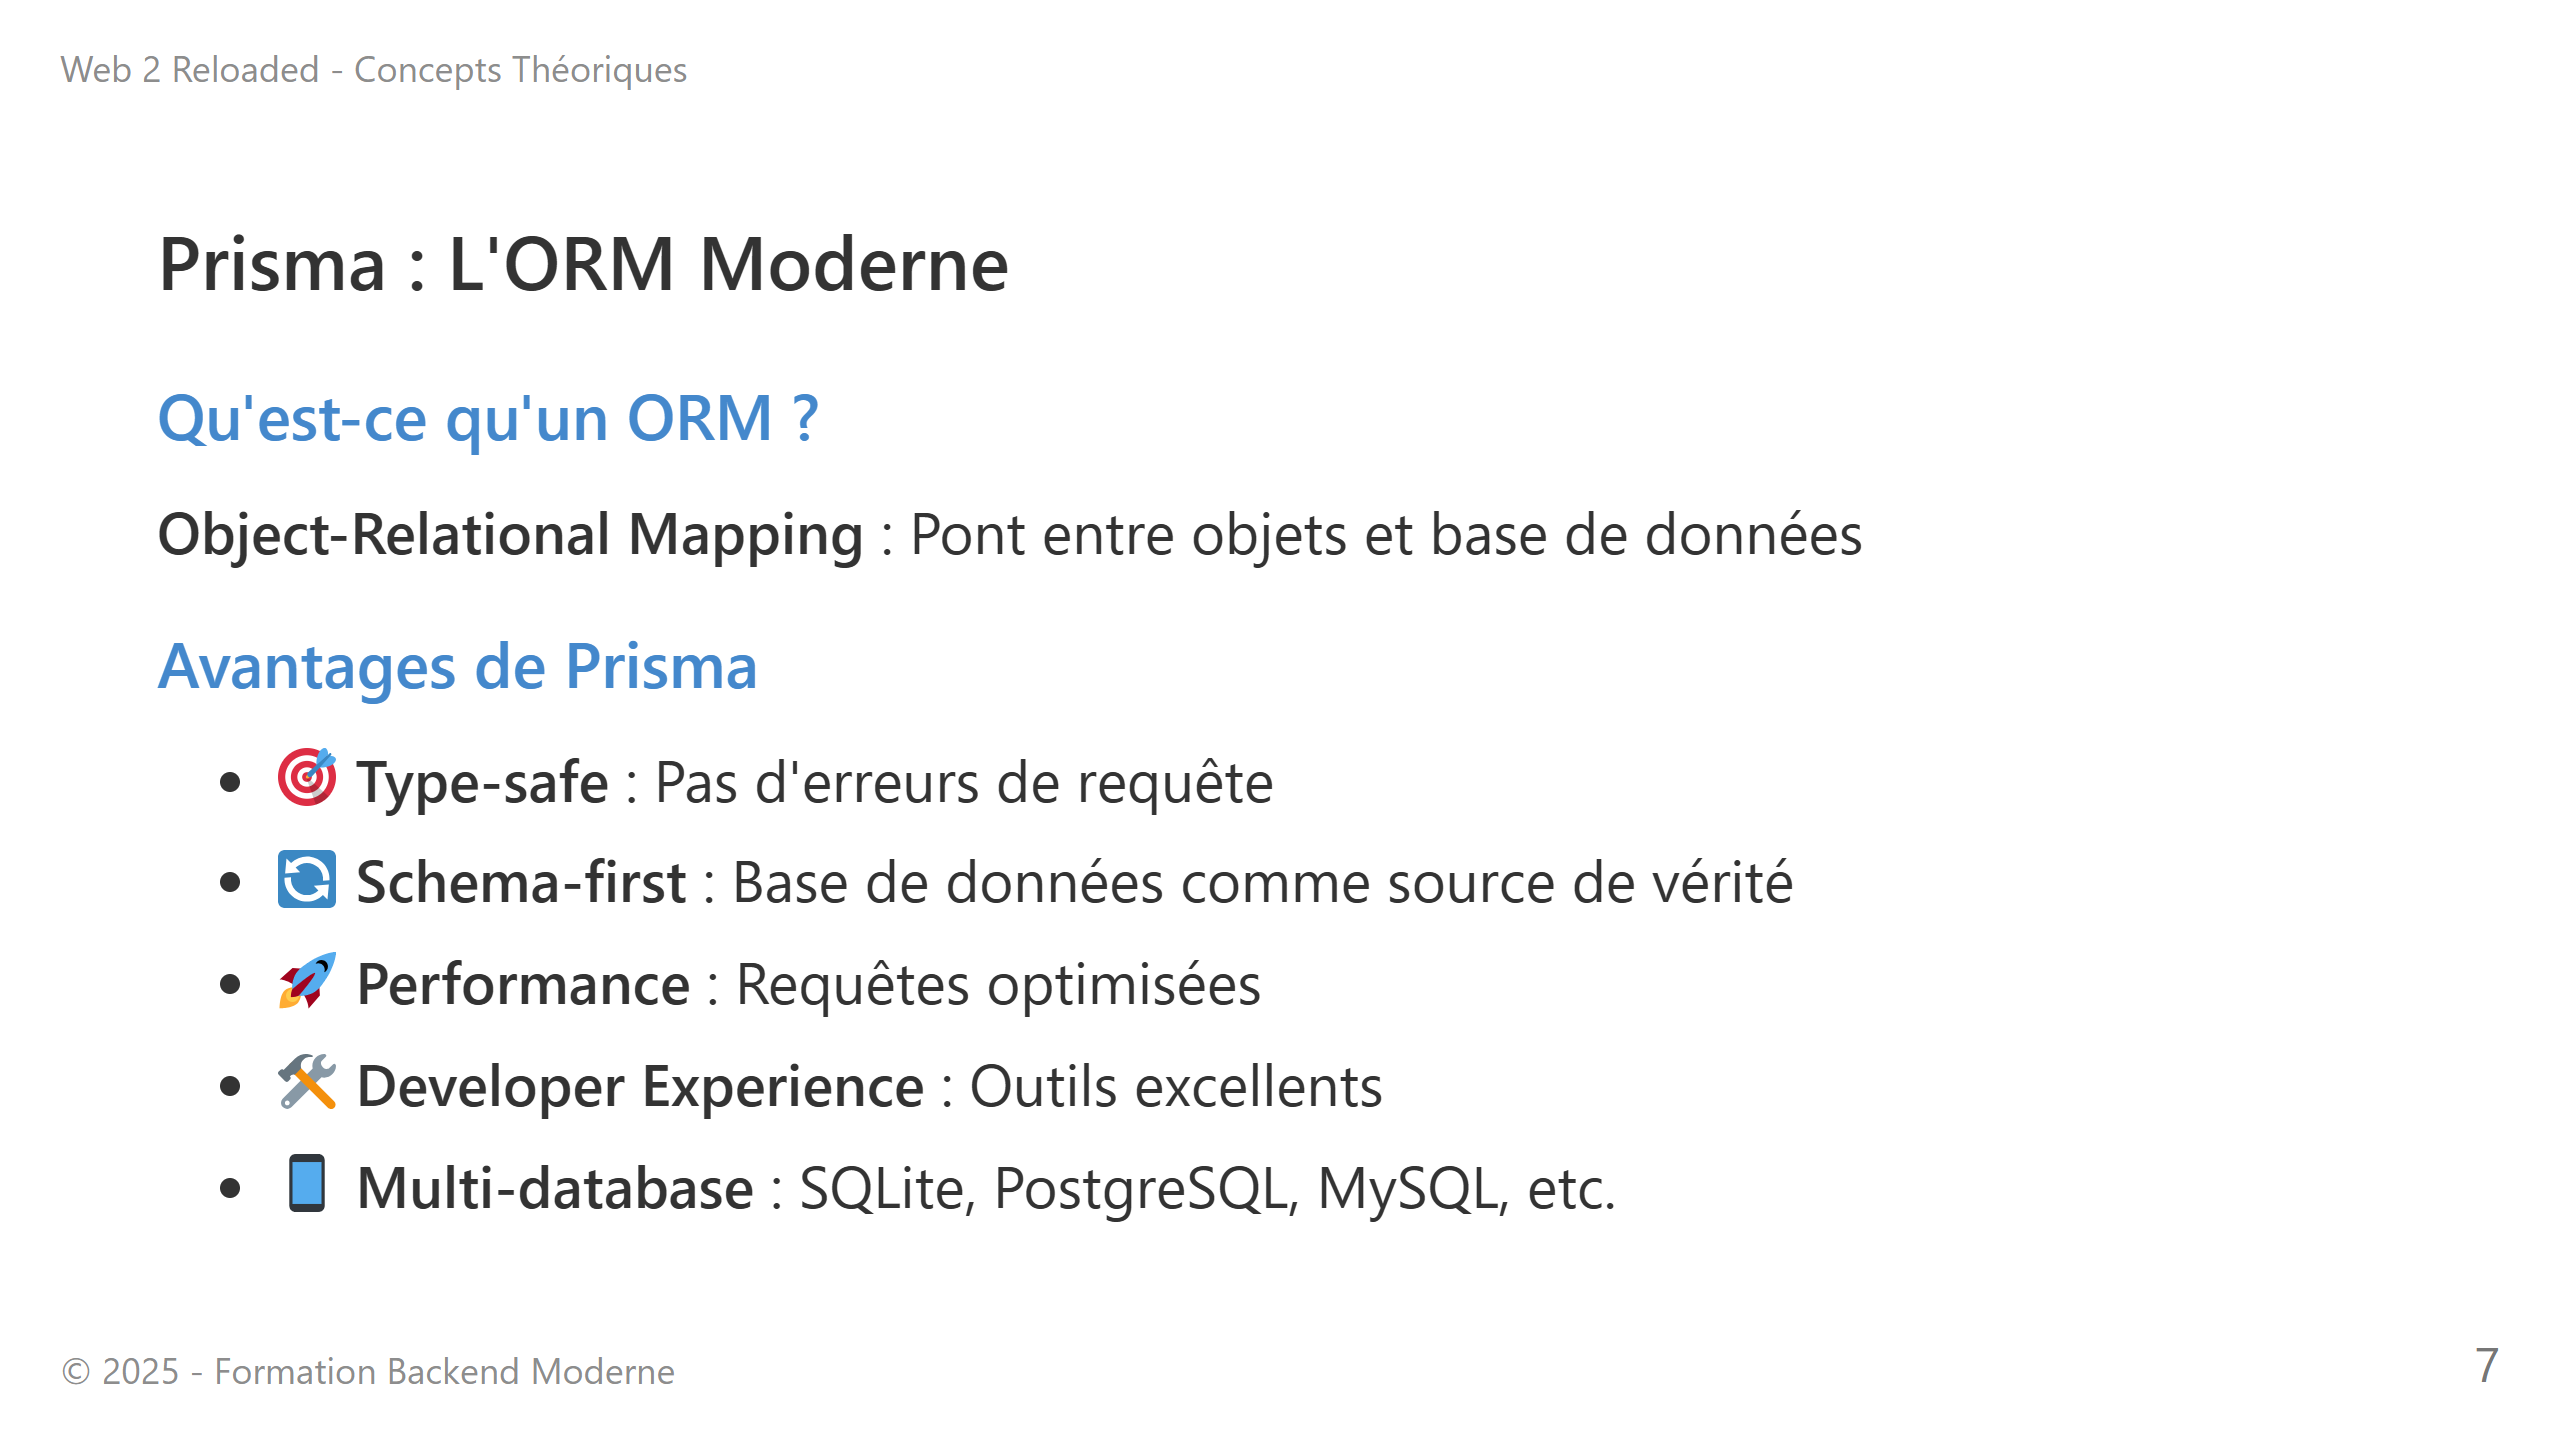 Web 2 Reloaded - Concepts Théoriques
Prisma : L'ORM Moderne
Qu'est-ce qu'un ORM ?
Object-Relational Mapping : Pont entre objets et base de données
Avantages de Prisma
• 🎯 Type-safe : Pas d'erreurs de requête
• 🔄 Schema-first : Base de données comme source de vérité
• 🚀 Performance : Requêtes optimisées
• 🛠️ Developer Experience : Outils excellents
• 📱 Multi-database : SQLite, PostgreSQL, MySQL, etc.
© 2025 - Formation Backend Moderne
7